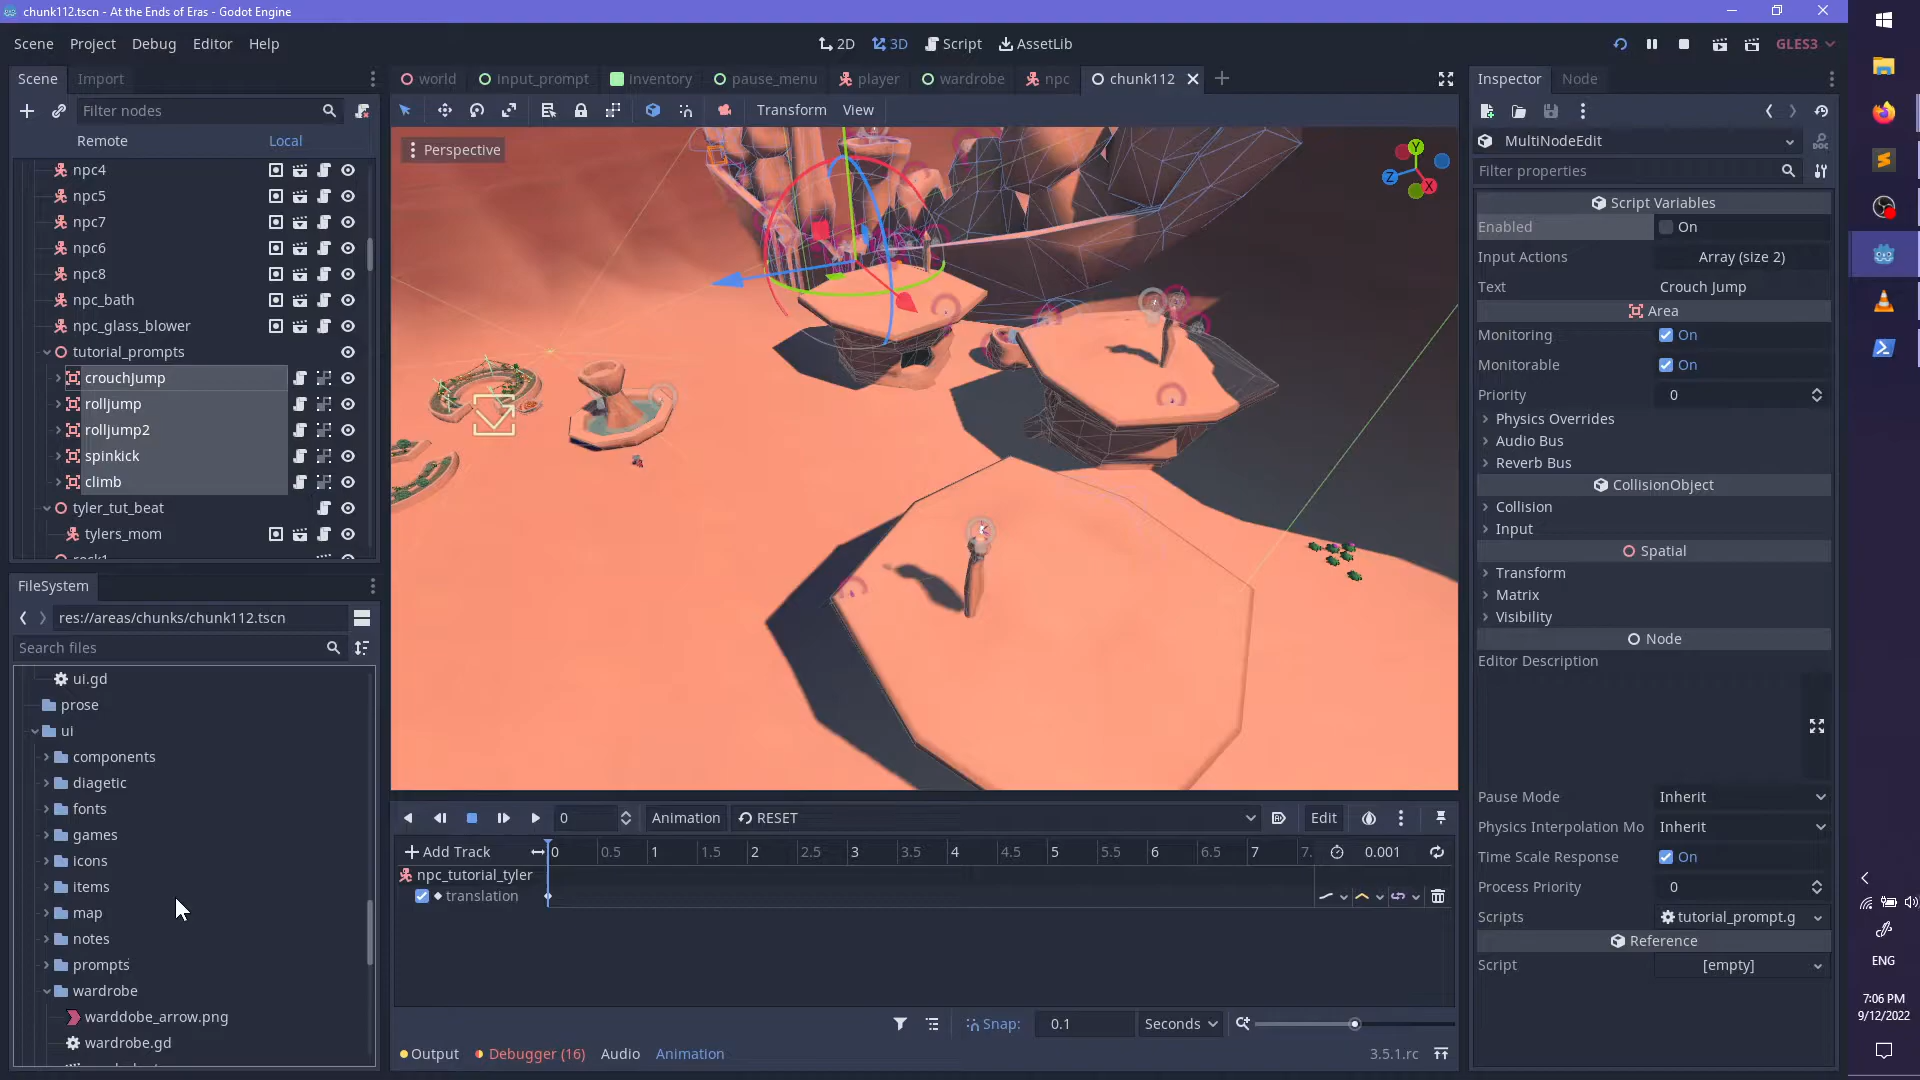 chunk112.tscn - At the Ends of Eras - Godot Engine
Scene Project Debug Editor Help
2D 3D Script AssetLib
GLES3
Scene Import
world input_prompt inventory pause_menu player wardrobe npc chunk112
Inspector Node
Filter nodes
Transform View
Remote Local
Perspective
npc4
npc5
npc7
npc6
npc8
npc_bath
npc_glass_blower
tutorial_prompts
crouchJump
rollJump
rollJump2
spinkick
climb
tyler_tut_beat
tylers_mom
rock1
Y
Z
X
MultiNodeEdit
Filter properties
Script Variables
Enabled On
Input Actions Array (size 2)
Text Crouch Jump
Area
Monitoring On
Monitorable On
Priority 0
Physics Overrides
Audio Bus
Reverb Bus
CollisionObject
Collision
Input
Spatial
Transform
Matrix
Visibility
Node
Editor Description
Pause Mode Inherit
Physics Interpolation Mo Inherit
Time Scale Response On
Process Priority 0
Scripts tutorial_prompt.g
Reference
Script [empty]
FileSystem
res://areas/chunks/chunk112.tscn
Search files
ui.gd
prose
ui
components
diagetic
fonts
games
icons
items
map
notes
prompts
wardrobe
warddobe_arrow.png
wardrobe.gd
0 Animation RESET Edit
Add Track 0 0.5 1 1.5 2 2.5 3 3.5 4 4.5 5 5.5 6 6.5 7 7. 0.001
npc_tutorial_tyler
translation
Snap: 0.1 Seconds
Output Debugger (16) Audio Animation 3.5.1.rc
ENG
7:06 PM
9/12/2022